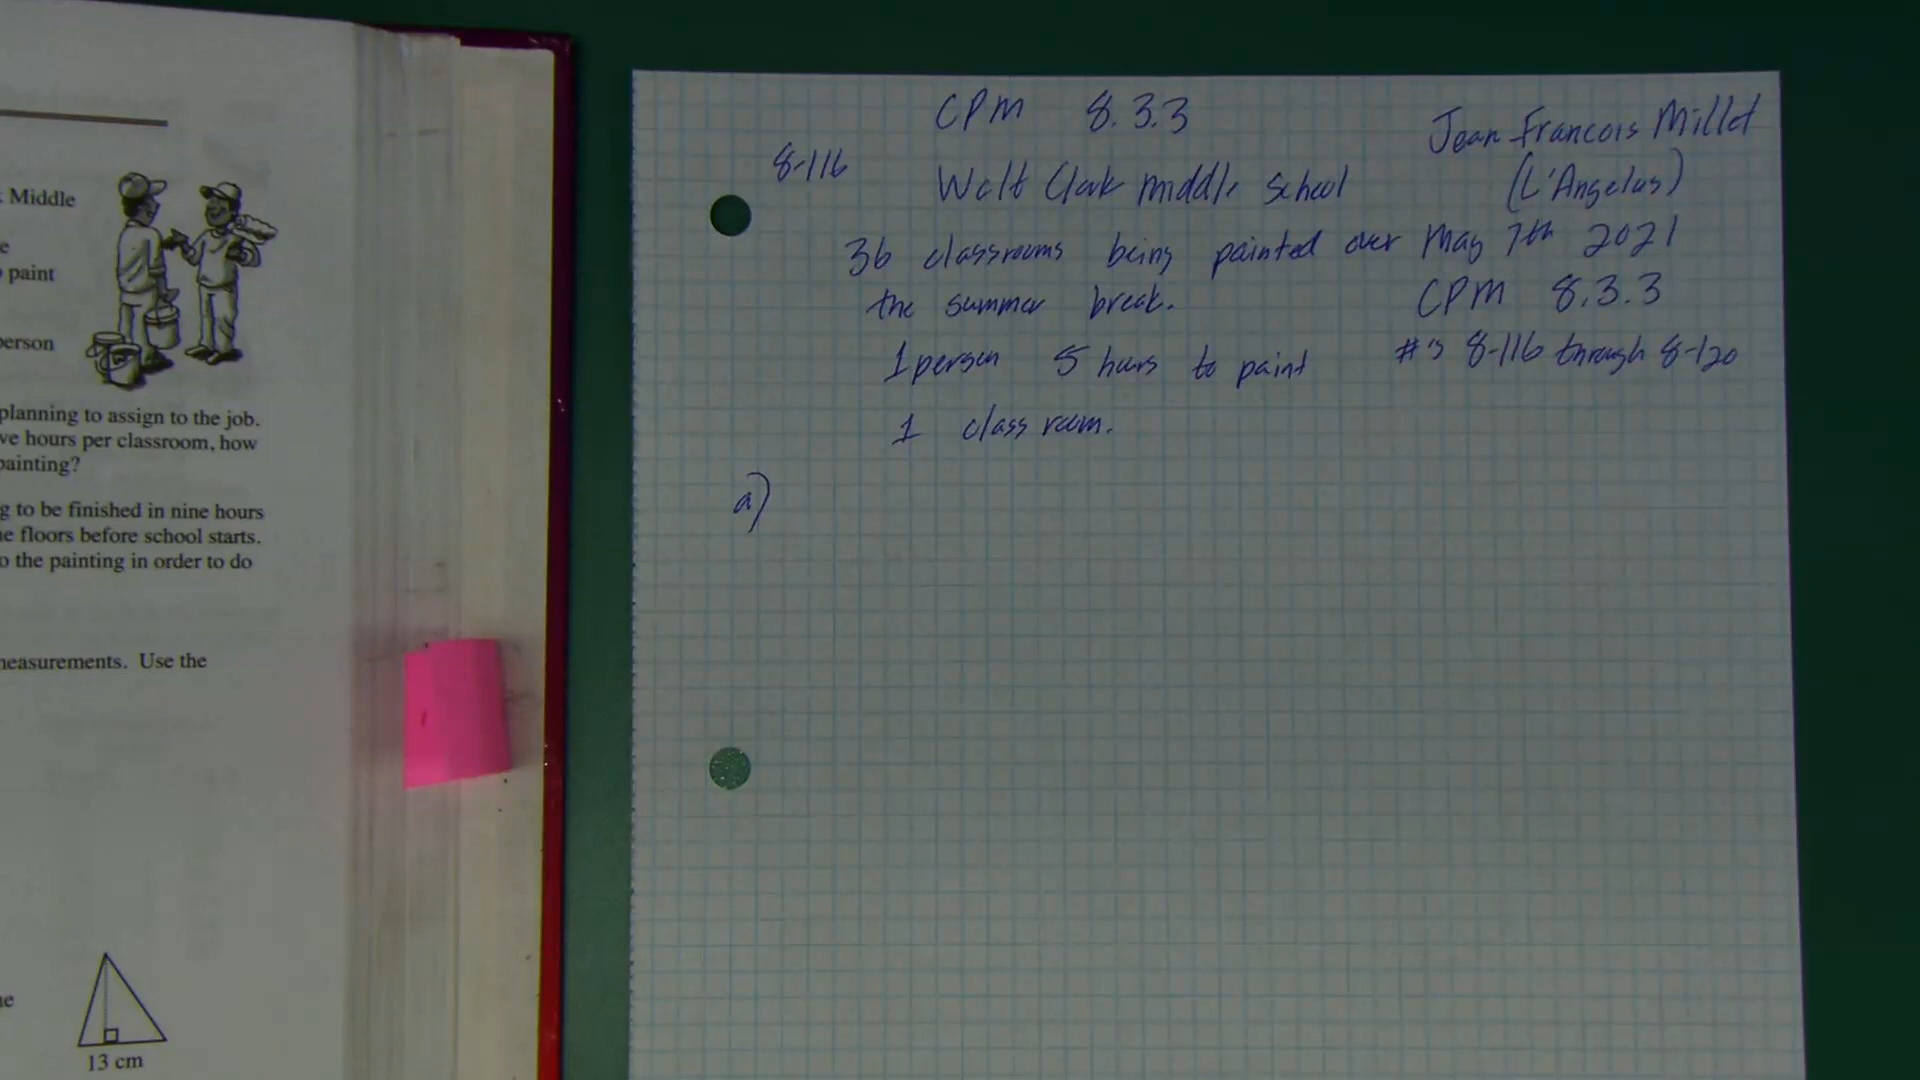 Middle
e
paint
person
planning to assign to the job.
ve hours per classroom, how
painting?
g to be finished in nine hours
e floors before school starts.
o the painting in order to do
neasurements. Use the
13 cm
CPM 8.3.3
8-116
Walt Clark Middle School
36 classrooms being painted over
the summer break.
1 person 5 hours to paint
1 class room.
a)
Jean Francois Millet
(L'Angelus)
May 7th 2021
CPM 8.3.3
#'s 8-116 through 8-120